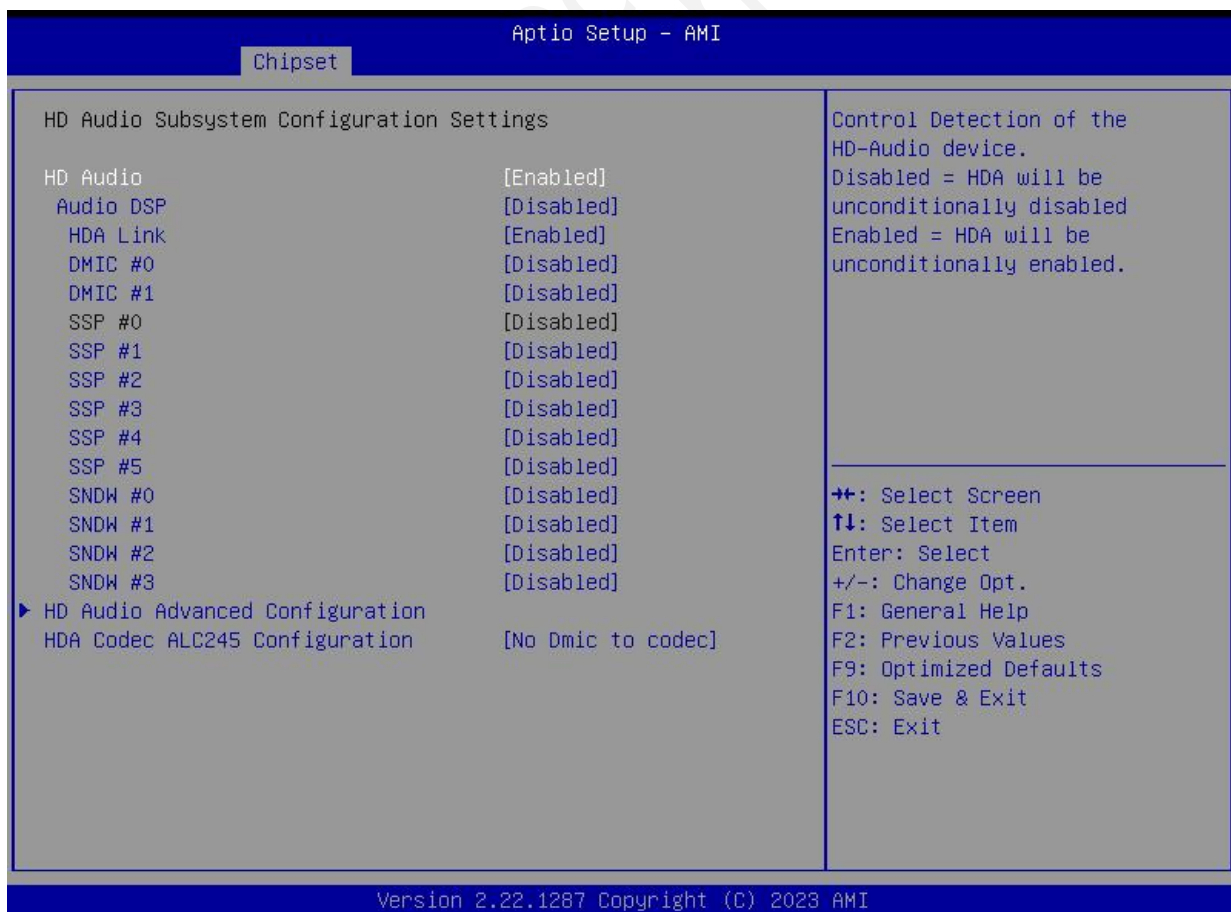 Aptio Setup – AMI
Chipset
HD Audio Subsystem Configuration Settings
HD Audio [Enabled]
Audio DSP [Disabled]
HDA Link [Enabled]
DMIC #0 [Disabled]
DMIC #1 [Disabled]
SSP #0 [Disabled]
SSP #1 [Disabled]
SSP #2 [Disabled]
SSP #3 [Disabled]
SSP #4 [Disabled]
SSP #5 [Disabled]
SNDW #0 [Disabled]
SNDW #1 [Disabled]
SNDW #2 [Disabled]
SNDW #3 [Disabled]
▶ HD Audio Advanced Configuration
HDA Codec ALC245 Configuration [No Dmic to codec]
Control Detection of the
HD-Audio device.
Disabled = HDA will be
unconditionally disabled
Enabled = HDA will be
unconditionally enabled.
→←: Select Screen
↑↓: Select Item
Enter: Select
+/-: Change Opt.
F1: General Help
F2: Previous Values
F9: Optimized Defaults
F10: Save & Exit
ESC: Exit
Version 2.22.1287 Copyright (C) 2023 AMI